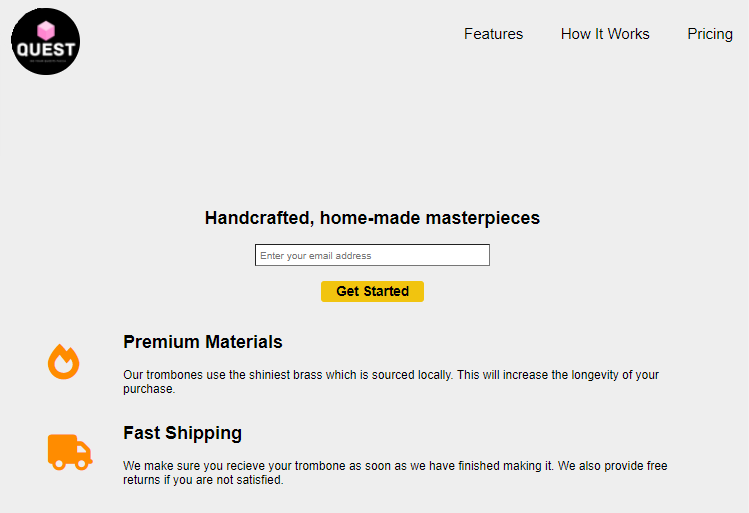 QUEST
Features How It Works Pricing
Handcrafted, home-made masterpieces
Enter your email address
Get Started
Premium Materials
Our trombones use the shiniest brass which is sourced locally. This will increase the longevity of your
purchase.
Fast Shipping
We make sure you recieve your trombone as soon as we have finished making it. We also provide free
returns if you are not satisfied.